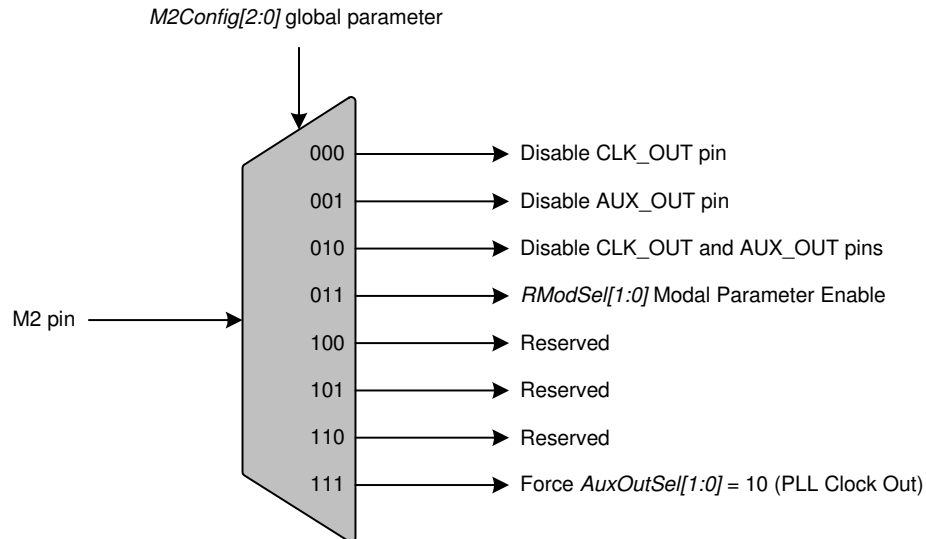 M2Config[2:0] global parameter
000 Disable CLK_OUT pin
001 Disable AUX_OUT pin
010 Disable CLK_OUT and AUX_OUT pins
011 RModSel[1:0] Modal Parameter Enable
M2 pin
100 Reserved
101 Reserved
110 Reserved
111 Force AuxOutSel[1:0] = 10 (PLL Clock Out)